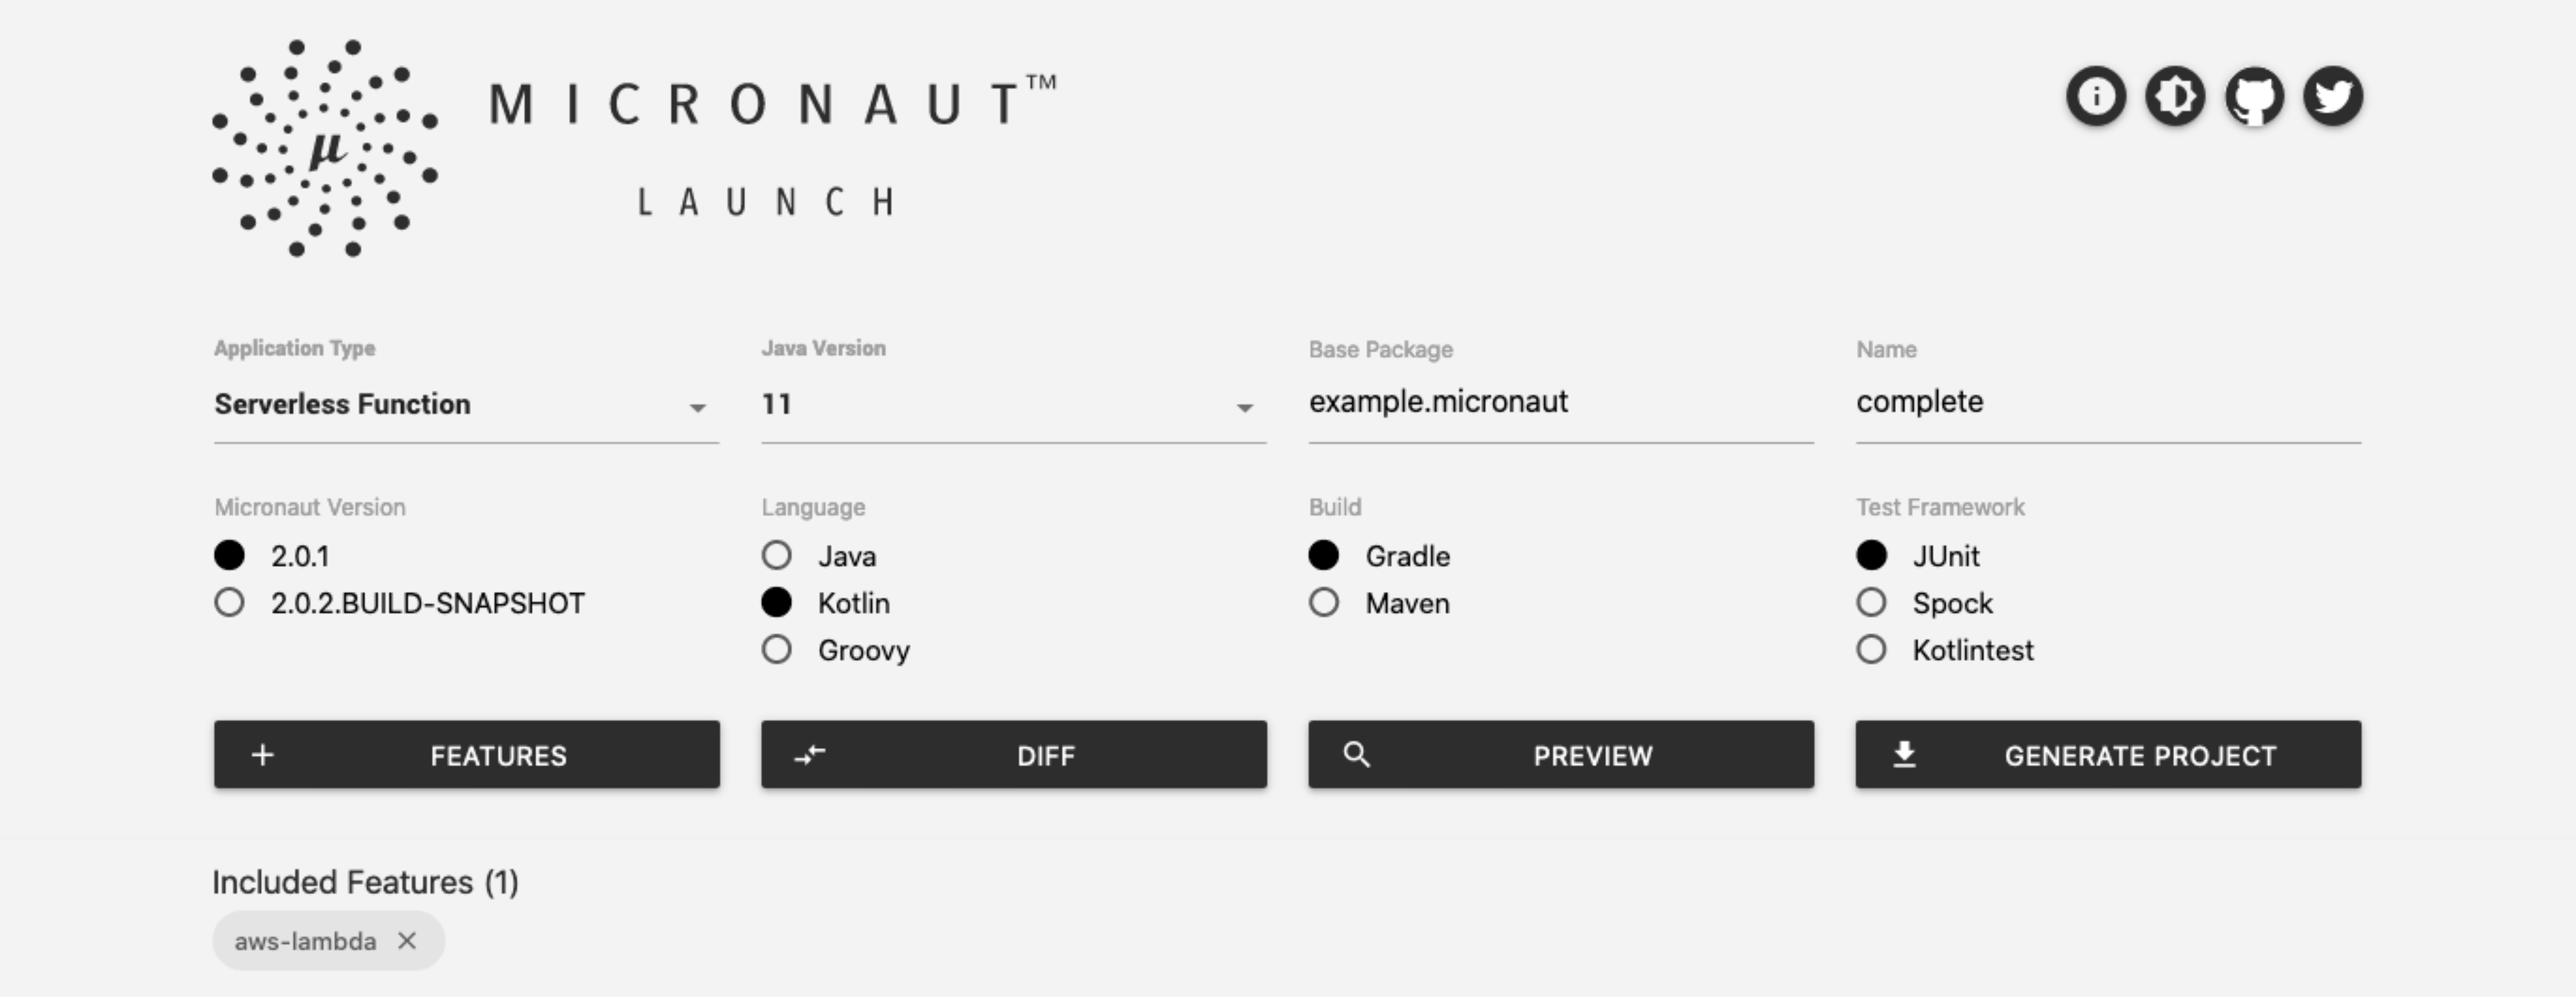 μ
MICRONAUT™
LAUNCH
Application Type
Java Version
Base Package
Name
Serverless Function
11
example.micronaut
complete
Micronaut Version
Language
Build
Test Framework
2.0.1
Java
Gradle
JUnit
2.0.2.BUILD-SNAPSHOT
Kotlin
Maven
Spock
Groovy
Kotlintest
FEATURES
DIFF
PREVIEW
GENERATE PROJECT
Included Features (1)
aws-lambda